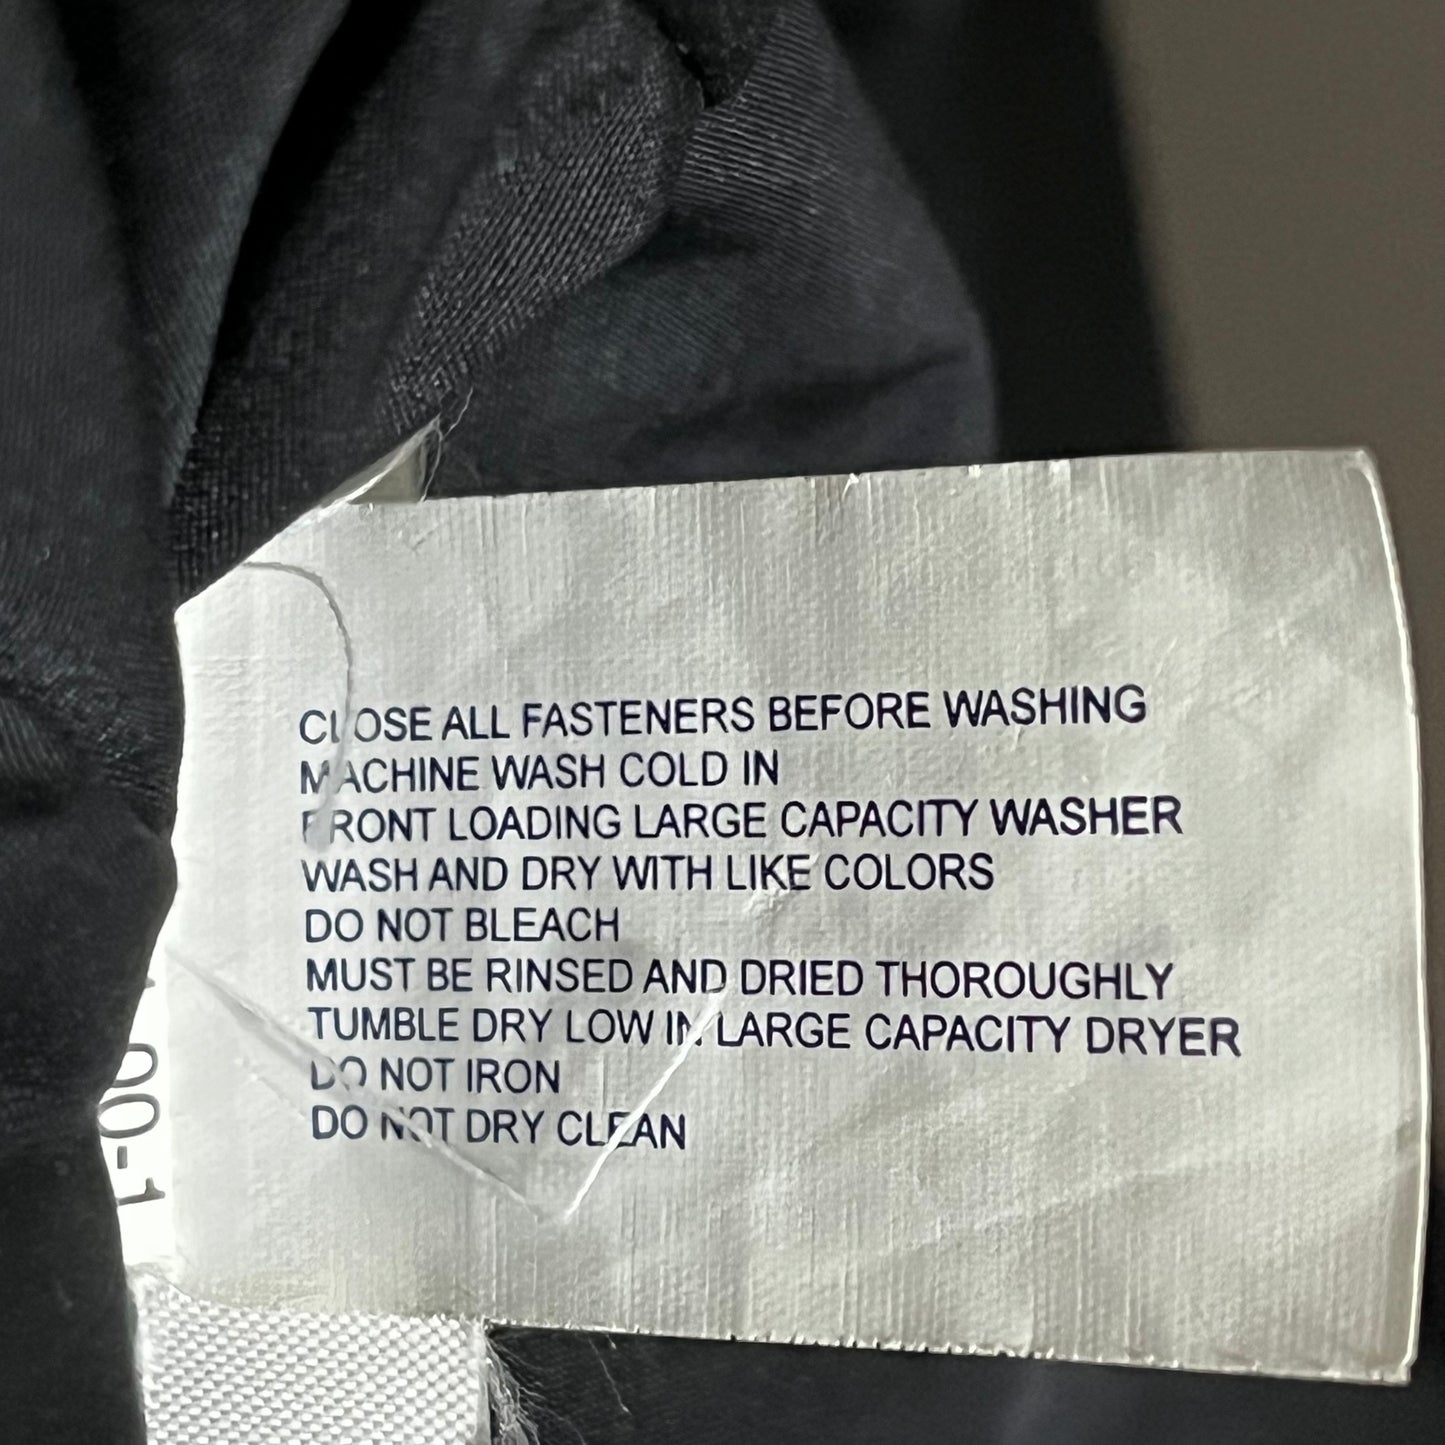 CLOSE ALL FASTENERS BEFORE WASHING
MACHINE WASH COLD IN
FRONT LOADING LARGE CAPACITY WASHER
WASH AND DRY WITH LIKE COLORS
DO NOT BLEACH
MUST BE RINSED AND DRIED THOROUGHLY
TUMBLE DRY LOW IN LARGE CAPACITY DRYER
DO NOT IRON
DO NOT DRY CLEAN